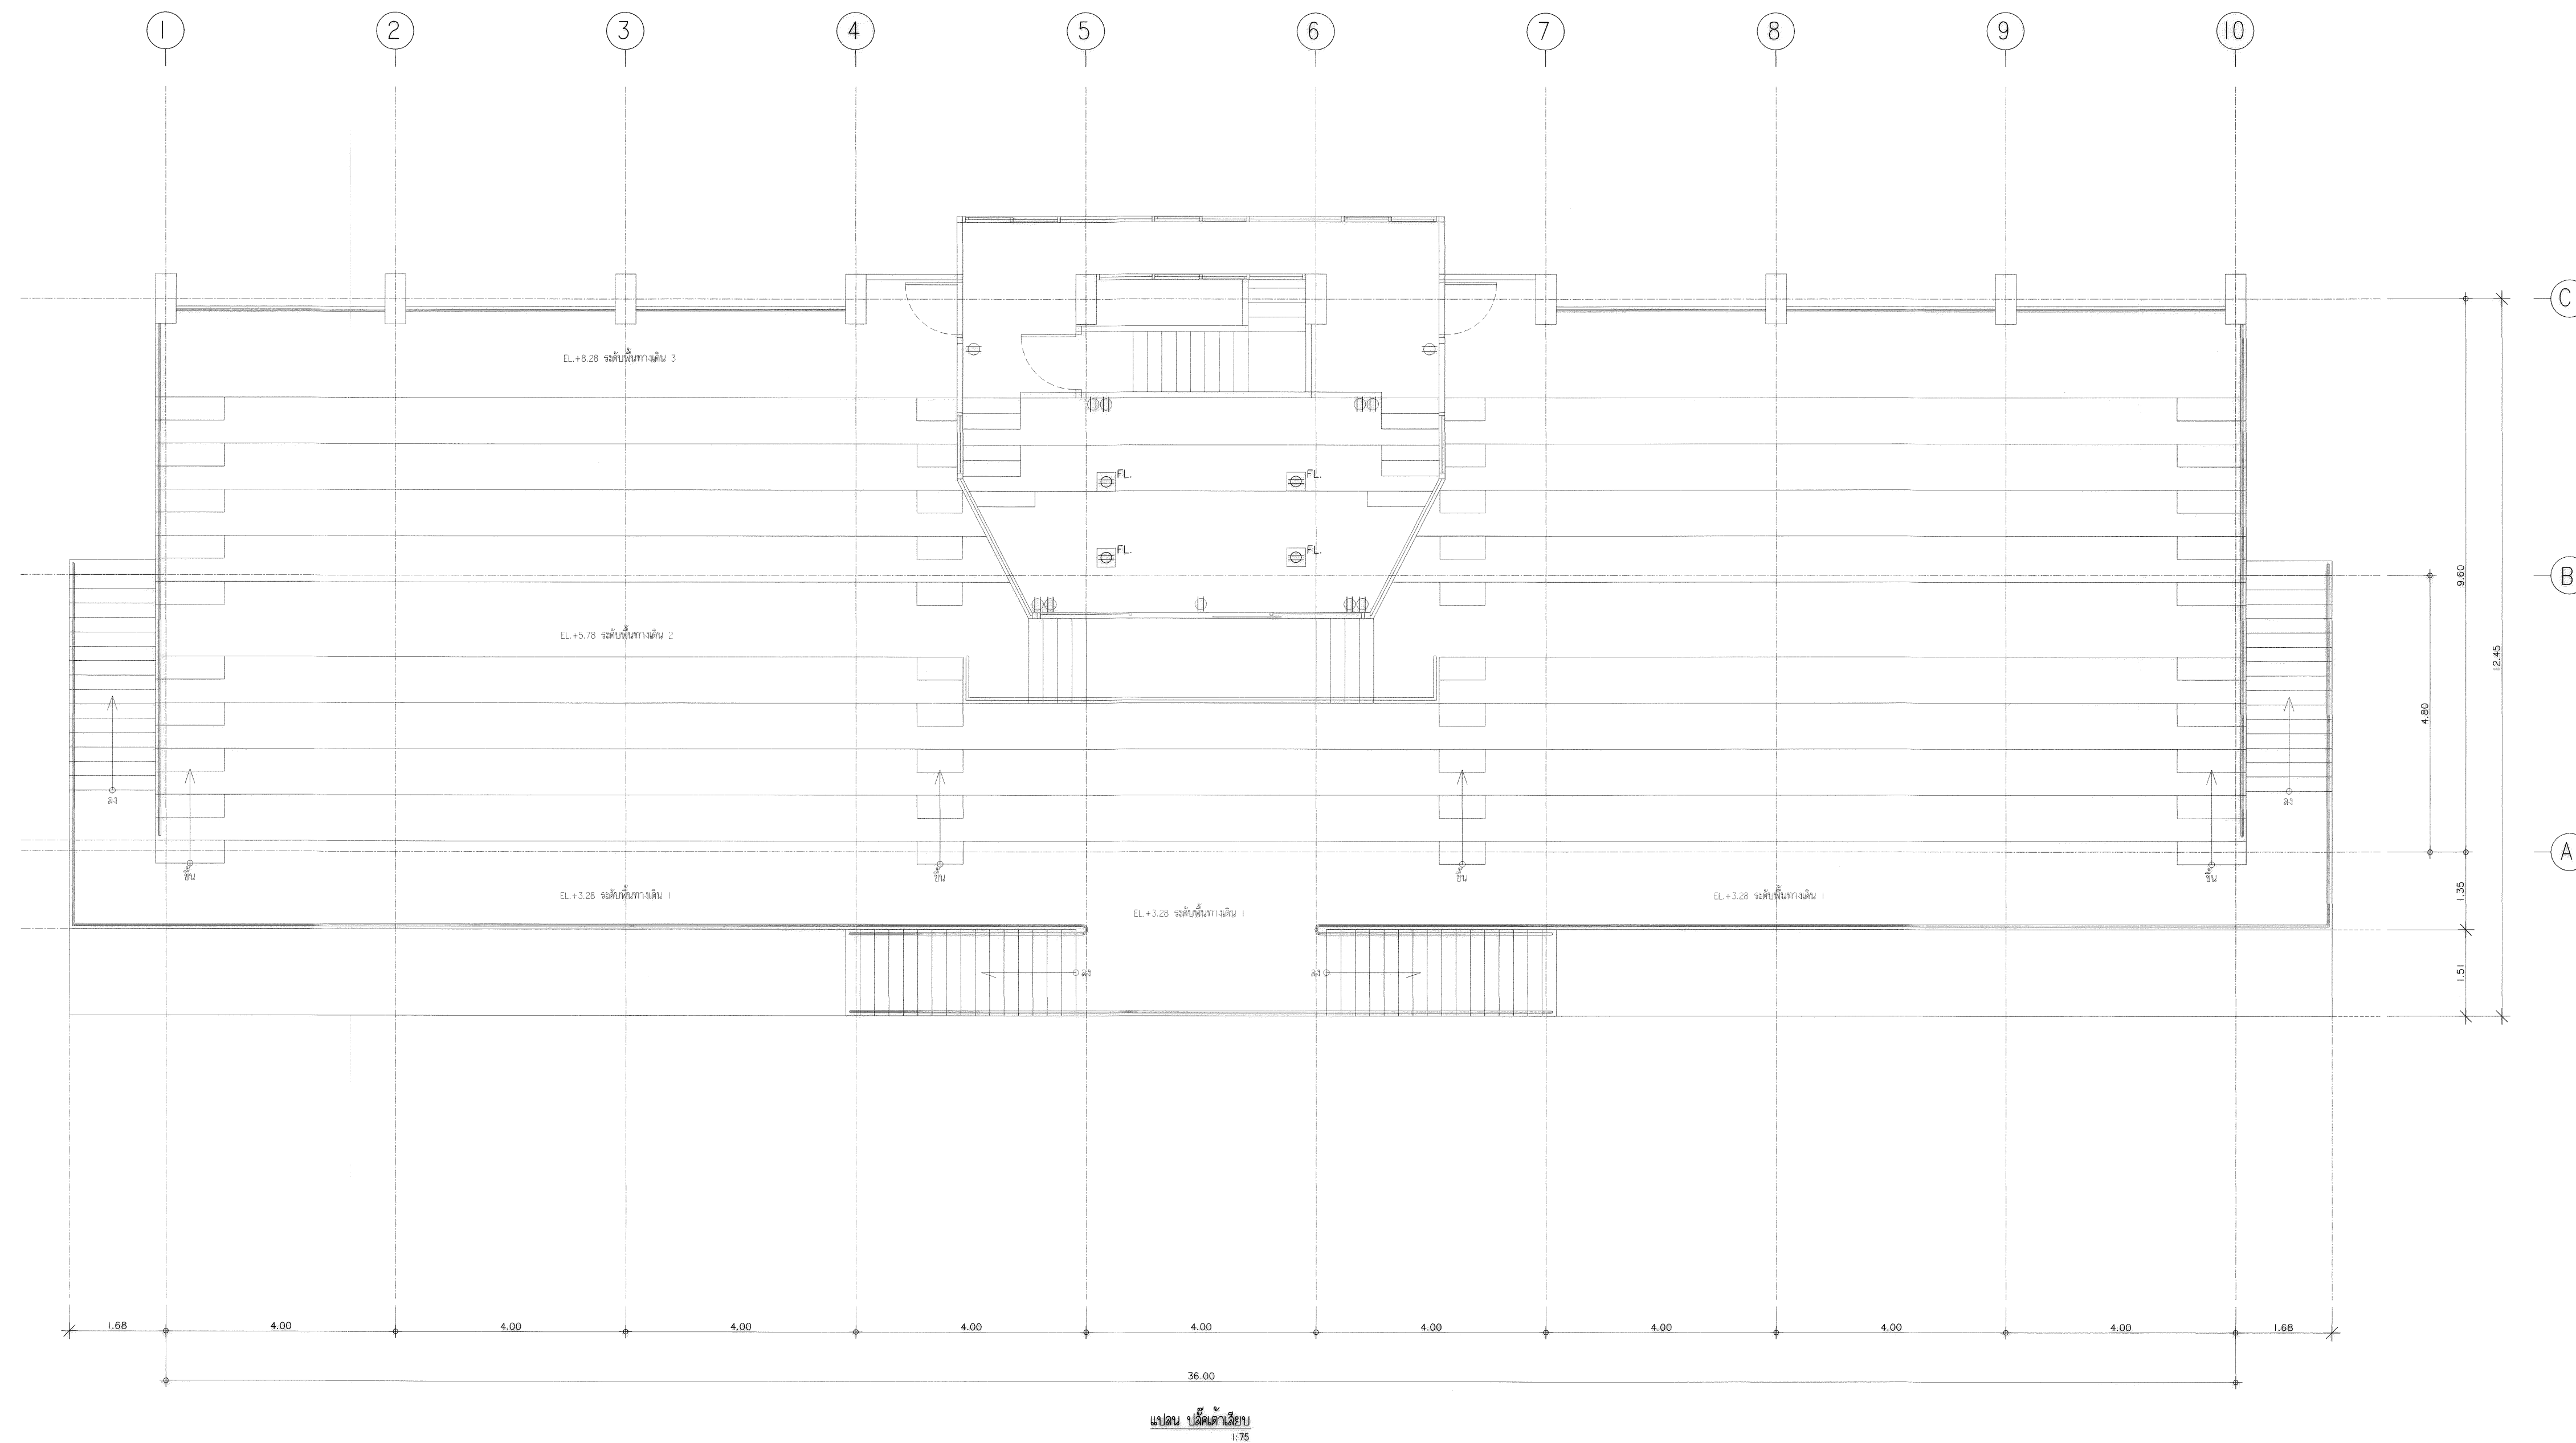 1 2 3 4 5 6 7 8 9 10
C
EL.+8.28 ระดับพื้นทางเดิน 3
FL. FL.
FL. FL.
B
9.60
EL.+5.78 ระดับพื้นทางเดิน 2
12.45
4.80
ลง ลง
A
ขึ้น ขึ้น ขึ้น ขึ้น
EL.+3.28 ระดับพื้นทางเดิน 1
EL.+3.28 ระดับพื้นทางเดิน 1
1.35
EL.+3.28 ระดับพื้นทางเดิน 1
ลง ลง
1.51
1.68 4.00 4.00 4.00 4.00 4.00 4.00 4.00 4.00 4.00 1.68
36.00
แปลน ปลั๊คเต้าเสียบ
1:75